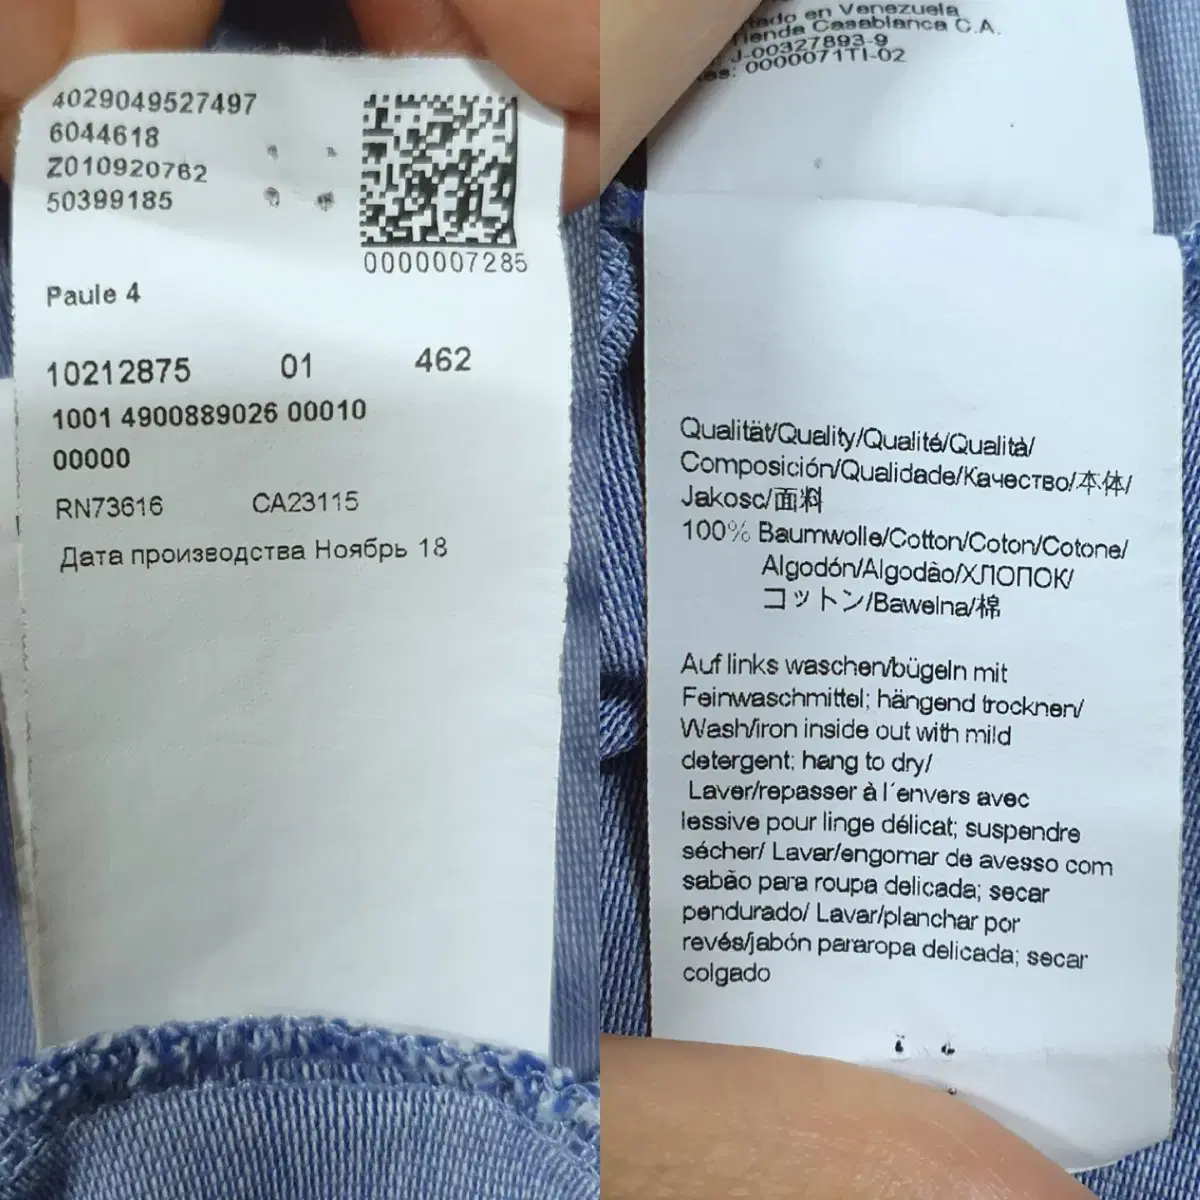 4029049527497
6044618
Z010920762
50399185
0000007285
Paule 4
10212875 01 462
1001 4900889026 00010
00000
RN73616 CA23115
Дата производства Ноябрь 18
en Venezuela
Tienda Casablanca C.A.
J-00327893-9
0000071TI-02
Qualität/Quality/Qualité/Qualità/
Composición/Qualidade/Качество/本体/
Jakosc/面料
100% Baumwolle/Cotton/Coton/Cotone/
Algodón/Algodào/ХЛОПОК/
コットン/Bawelna/棉
Auf links waschen/bügeln mit
Feinwaschmittel; hängend trocknen/
Wash/iron inside out with mild
detergent; hang to dry/
Laver/repasser à l´envers avec
lessive pour linge délicat; suspendre
sécher/ Lavar/engomar de avesso com
sabão para roupa delicada; secar
pendurado/ Lavar/planchar por
revés/jabón pararopa delicada; secar
colgado